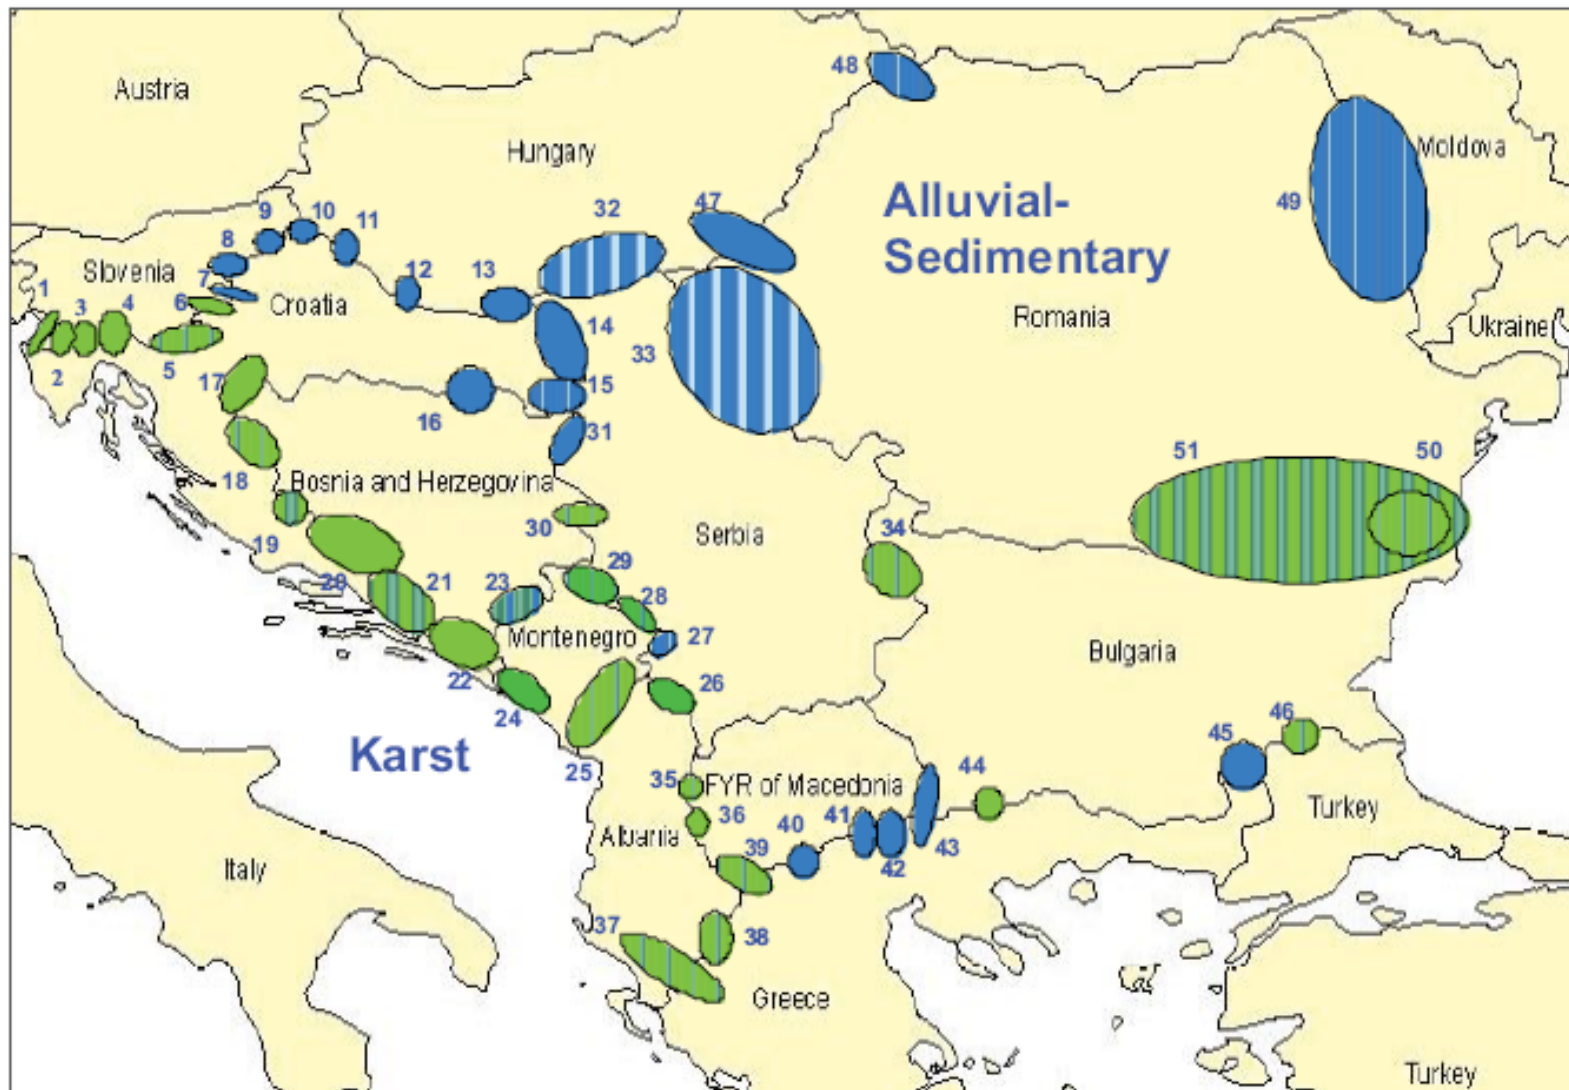 48
Austria
Hungary
Moldova
9
10
11
32
47
Alluvial-
Sedimentary
49
8
Slovenia
7
12
13
1
3
4
6
Croatia
14
Romania
Ukraine
2
5
17
33
15
16
31
18
Bosnia and Herzegovina
51
50
19
30
Serbia
34
20
21
23
29
28
Montenegro
27
Bulgaria
22
24
26
Karst
25
35
FYR of Macedonia
44
45
46
36
41
Turkey
Albania
40
39
42
43
Italy
37
38
Greece
Turkey